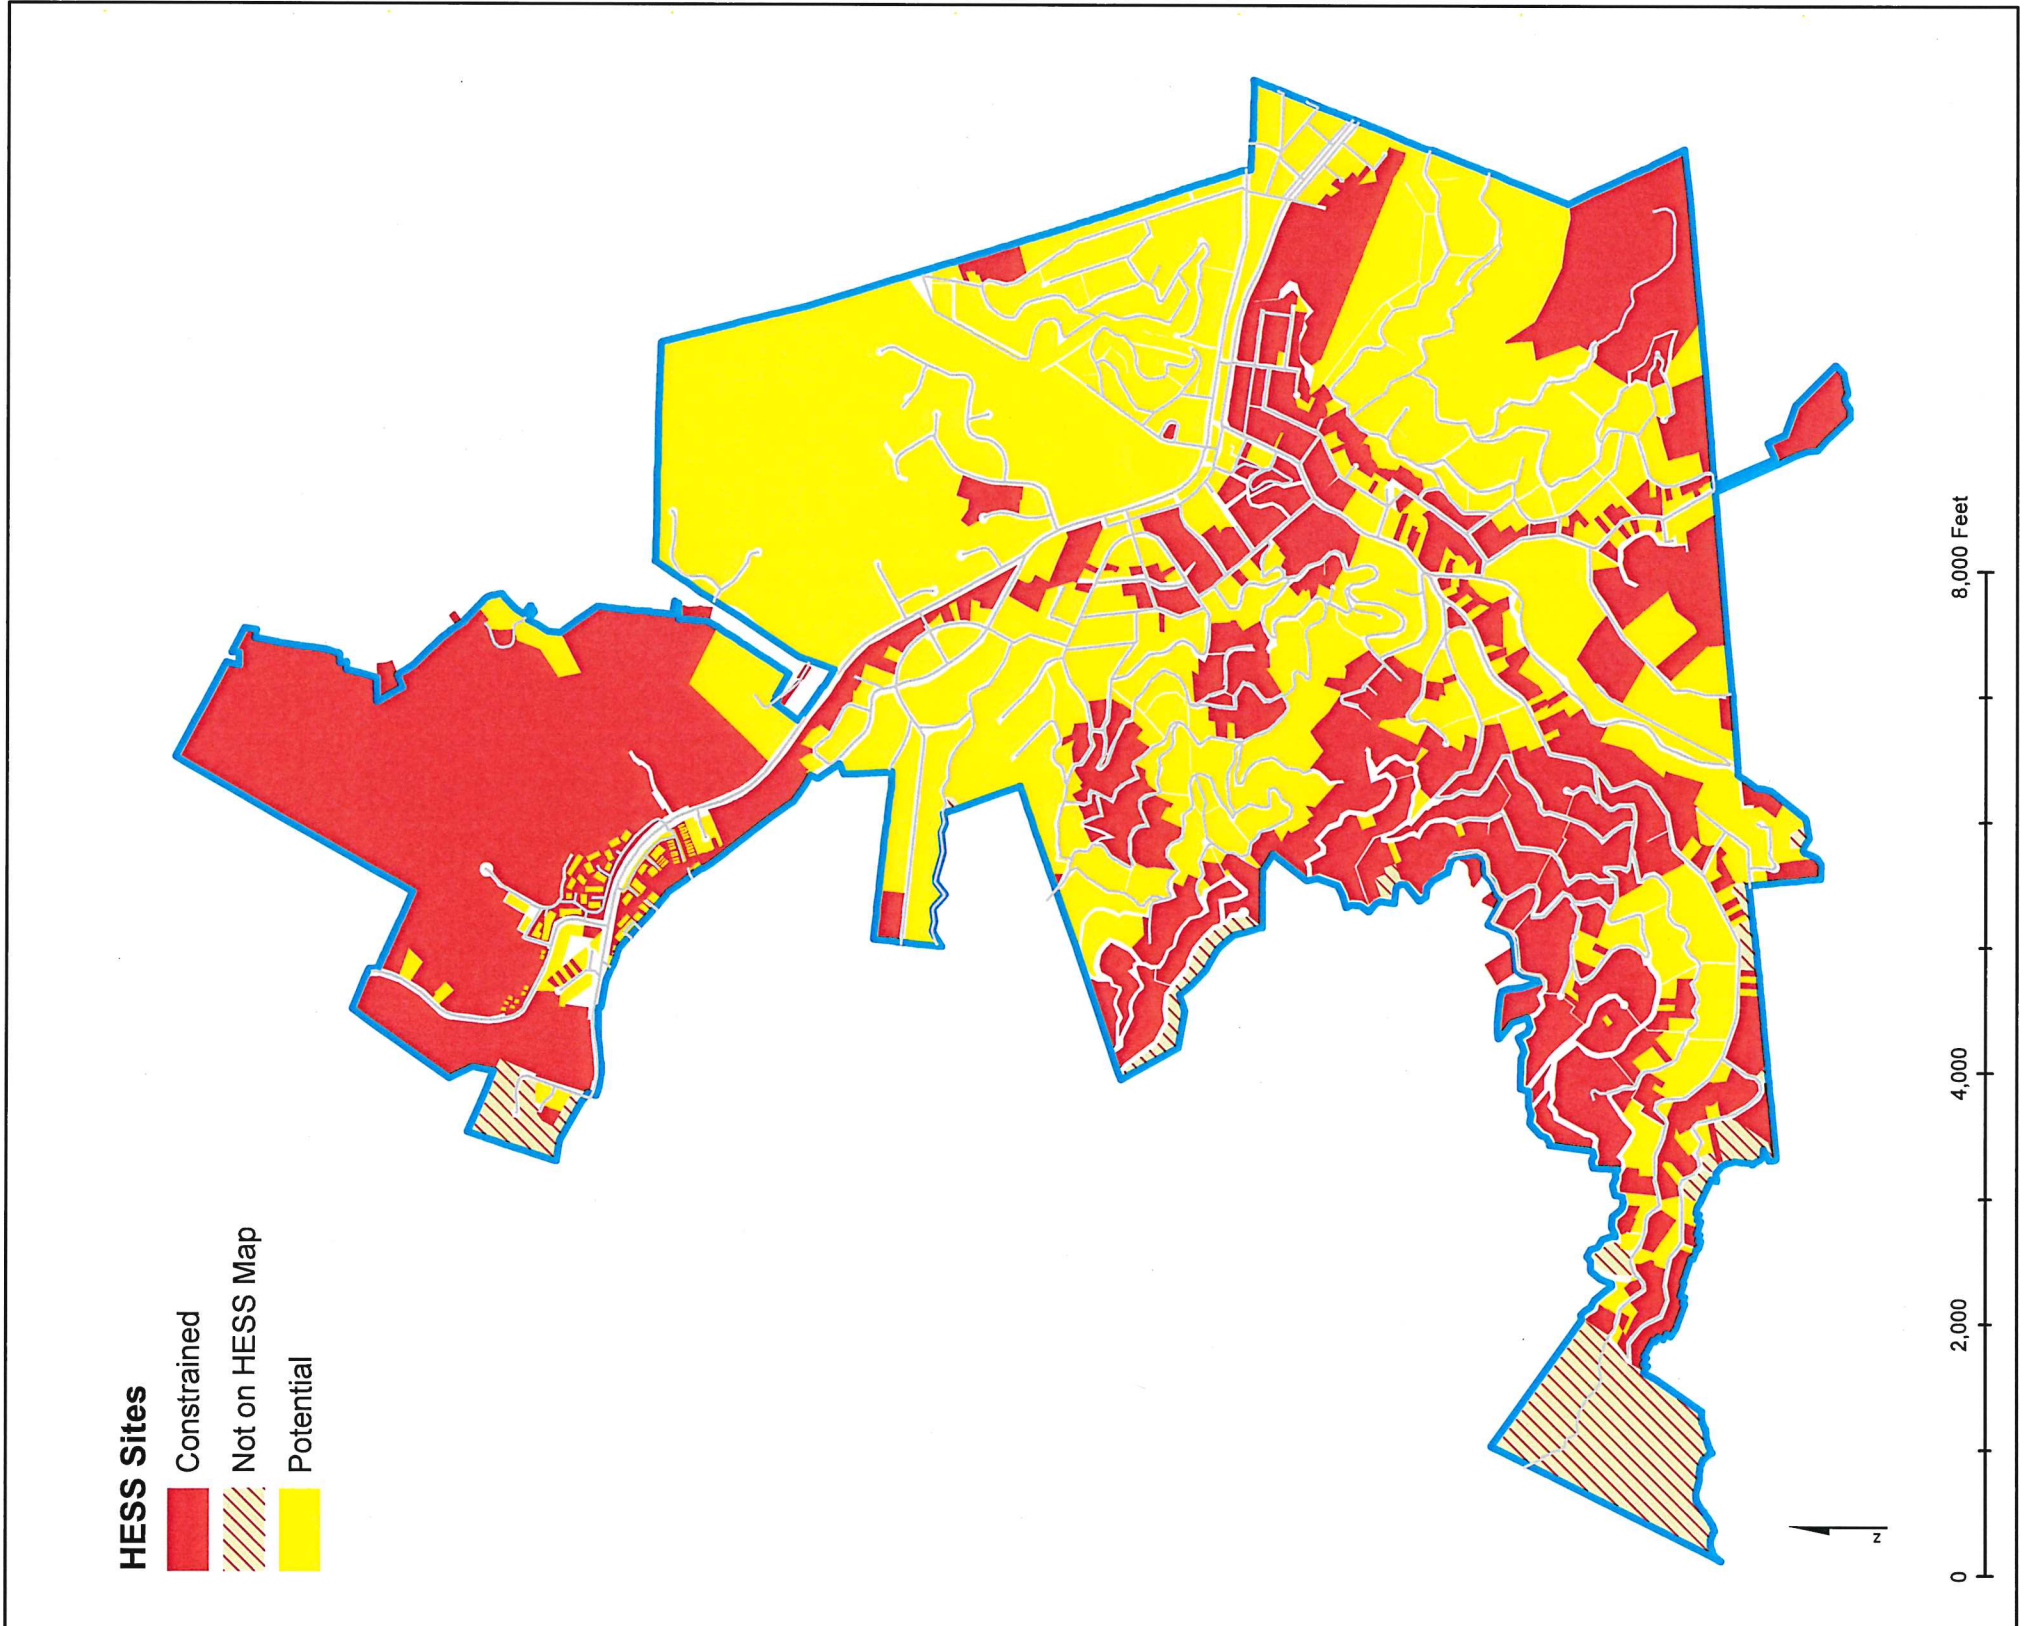 HESS Sites
Constrained
Not on HESS Map
Potential
0
2,000
4,000
8,000 Feet
N